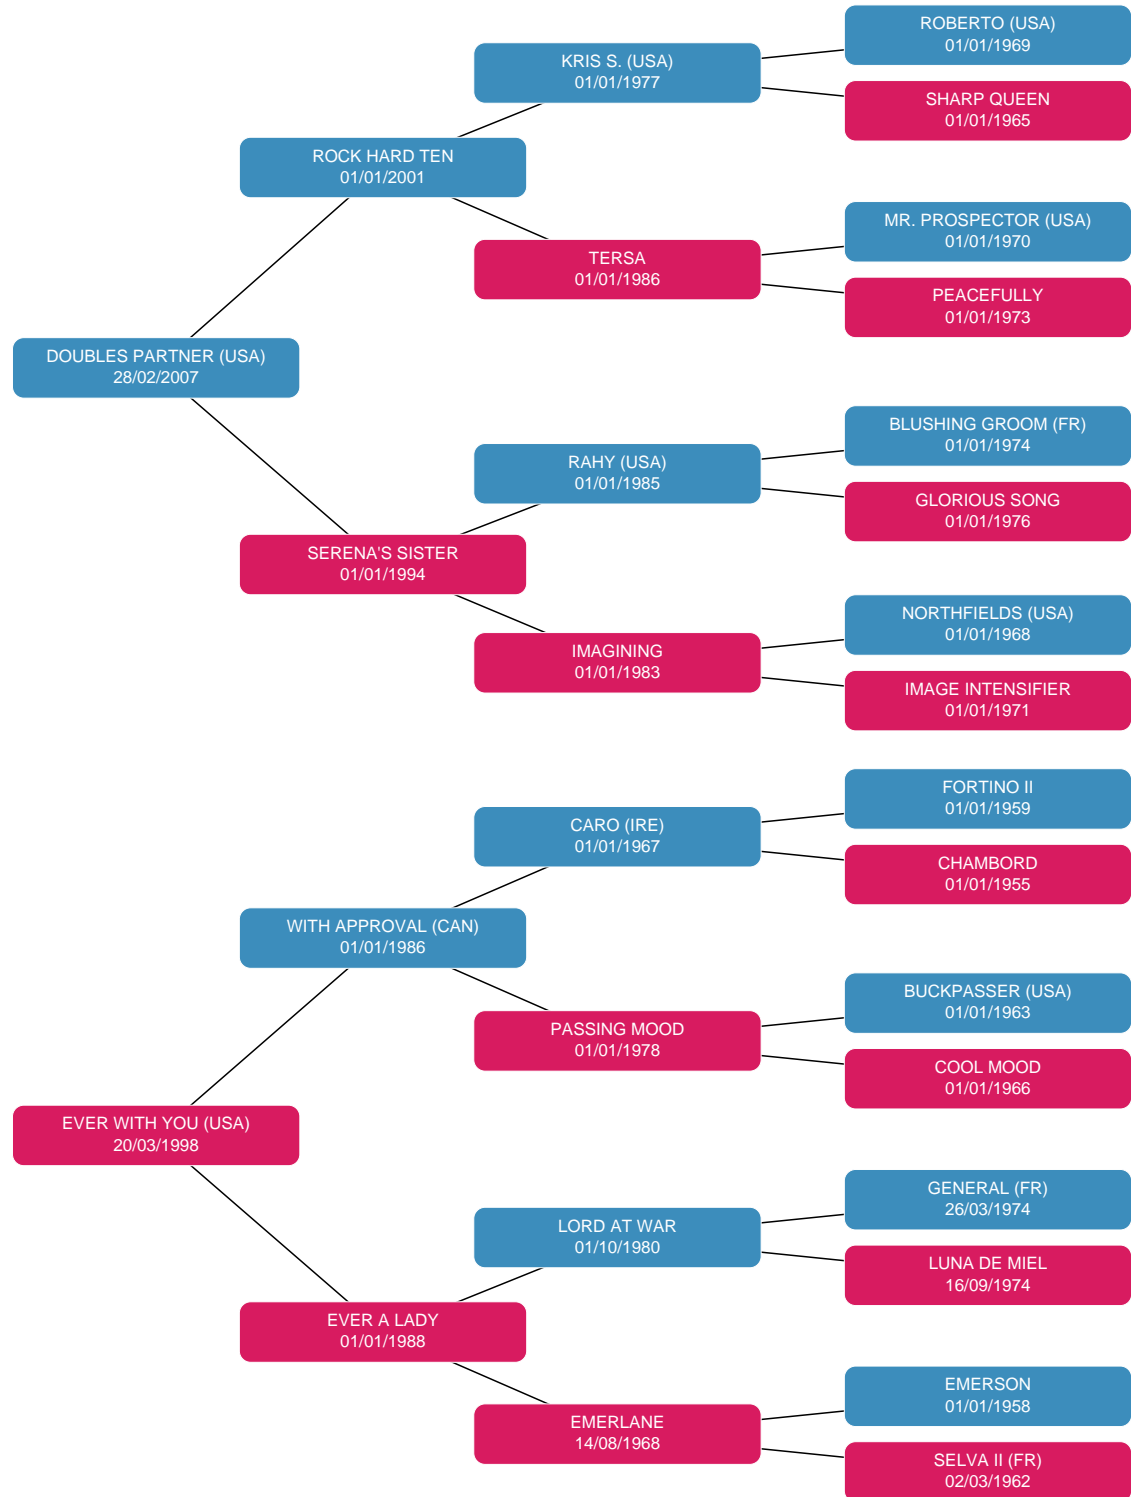 ROBERTO (USA)
01/01/1969
KRIS S. (USA)
01/01/1977
SHARP QUEEN
01/01/1965
ROCK HARD TEN
01/01/2001
MR. PROSPECTOR (USA)
01/01/1970
TERSA
01/01/1986
PEACEFULLY
01/01/1973
DOUBLES PARTNER (USA)
28/02/2007
BLUSHING GROOM (FR)
01/01/1974
RAHY (USA)
01/01/1985
GLORIOUS SONG
01/01/1976
SERENA'S SISTER
01/01/1994
NORTHFIELDS (USA)
01/01/1968
IMAGINING
01/01/1983
IMAGE INTENSIFIER
01/01/1971
FORTINO II
01/01/1959
CARO (IRE)
01/01/1967
CHAMBORD
01/01/1955
WITH APPROVAL (CAN)
01/01/1986
BUCKPASSER (USA)
01/01/1963
PASSING MOOD
01/01/1978
COOL MOOD
01/01/1966
EVER WITH YOU (USA)
20/03/1998
GENERAL (FR)
26/03/1974
LORD AT WAR
01/10/1980
LUNA DE MIEL
16/09/1974
EVER A LADY
01/01/1988
EMERSON
01/01/1958
EMERLANE
14/08/1968
SELVA II (FR)
02/03/1962